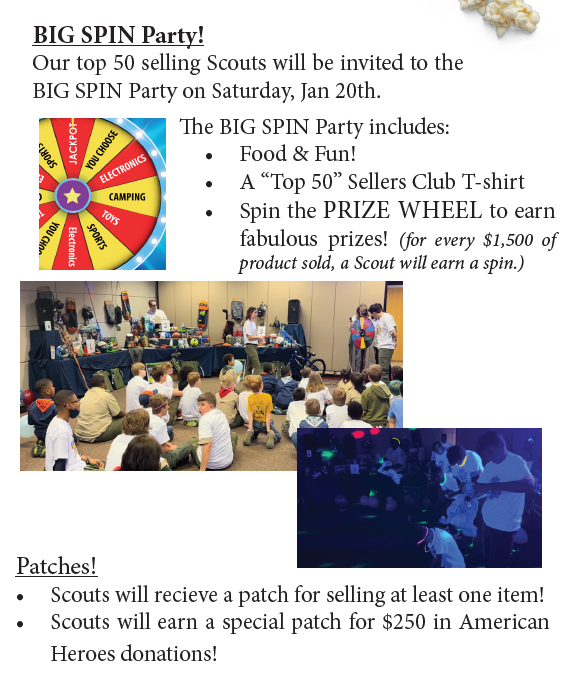 BIG SPIN Party!
Our top 50 selling Scouts will be invited to the
BIG SPIN Party on Saturday, Jan 20th.
The BIG SPIN Party includes:
• Food & Fun!
• A “Top 50” Sellers Club T-shirt
• Spin the PRIZE WHEEL to earn
fabulous prizes! (for every $1,500 of
product sold, a Scout will earn a spin.)
JACKPOT
YOU CHOOSE
ELECTRONICS
CAMPING
TOYS
SPORTS
Electronics
YOU CHOO
SPORTS
Patches!
• Scouts will recieve a patch for selling at least one item!
• Scouts will earn a special patch for $250 in American
Heroes donations!